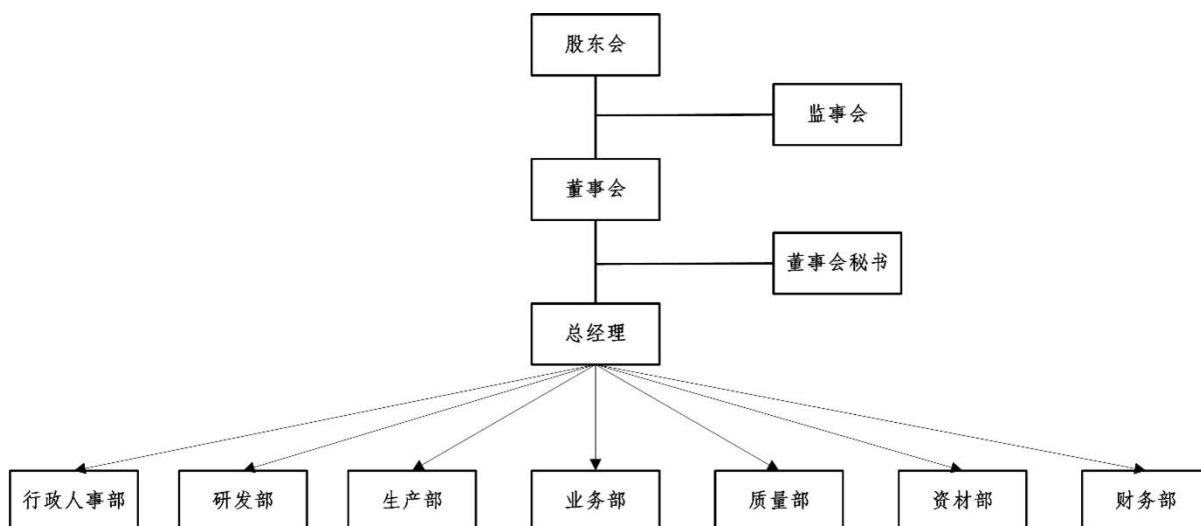 股东会
监事会
董事会
董事会秘书
总经理
行政人事部
研发部
生产部
业务部
质量部
资材部
财务部